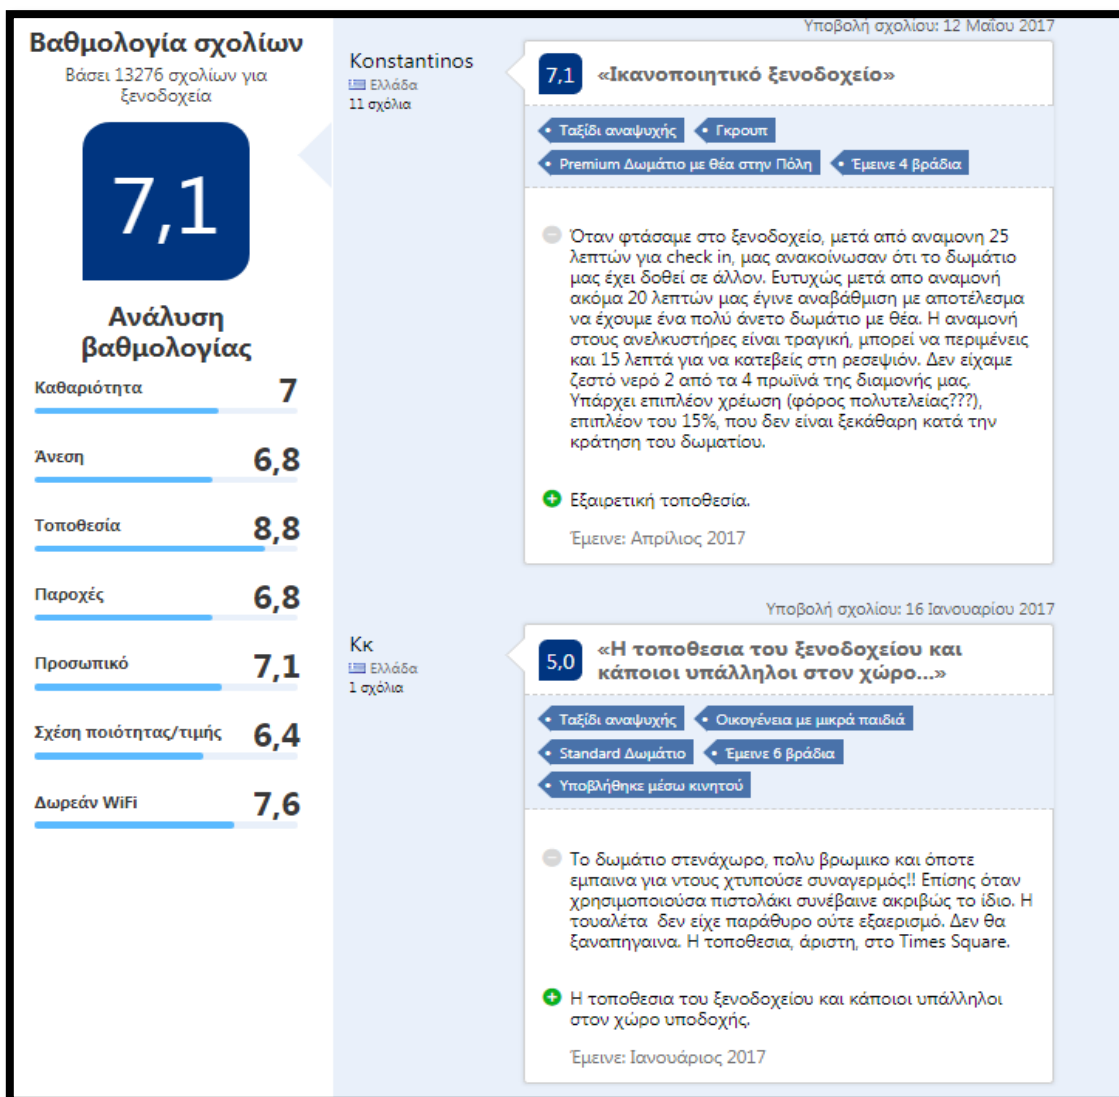 Βαθμολογία σχολίων
Βάσει 13276 σχολίων για
ξενοδοχεία
7,1
Ανάλυση
βαθμολογίας
Καθαριότητα 7
Άνεση 6,8
Τοποθεσία 8,8
Παροχές 6,8
Προσωπικό 7,1
Σχέση ποιότητας/τιμής 6,4
Δωρεάν WiFi 7,6
Υποβολή σχολίου: 12 Μαΐου 2017
Konstantinos
Ελλάδα
11 σχόλια
7,1 «Ικανοποιητικό ξενοδοχείο»
• Ταξίδι αναψυχής • Γκρουπ
• Premium Δωμάτιο με θέα στην Πόλη • Έμεινε 4 βράδια
Όταν φτάσαμε στο ξενοδοχείο, μετά από αναμονη 25
λεπτών για check in, μας ανακοίνωσαν ότι το δωμάτιο
μας έχει δοθεί σε άλλον. Ευτυχώς μετά απο αναμονή
ακόμα 20 λεπτών μας έγινε αναβάθμιση με αποτέλεσμα
να έχουμε ένα πολύ άνετο δωμάτιο με θέα. Η αναμονή
στους ανελκυστήρες είναι τραγική, μπορεί να περιμένεις
και 15 λεπτά για να κατεβείς στη ρεσεψιόν. Δεν είχαμε
ζεστό νερό 2 από τα 4 πρωϊνά της διαμονής μας.
Υπάρχει επιπλέον χρέωση (φόρος πολυτελείας???),
επιπλέον του 15%, που δεν είναι ξεκάθαρη κατά την
κράτηση του δωματίου.
Εξαιρετική τοποθεσία.
Έμεινε: Απρίλιος 2017
Υποβολή σχολίου: 16 Ιανουαρίου 2017
Κκ
Ελλάδα
1 σχόλια
5,0 «Η τοποθεσια του ξενοδοχείου και
κάποιοι υπάλληλοι στον χώρο...»
• Ταξίδι αναψυχής • Οικογένεια με μικρά παιδιά
• Standard Δωμάτιο • Έμεινε 6 βράδια
• Υποβλήθηκε μέσω κινητού
Το δωμάτιο στενάχωρο, πολυ βρωμικο και όποτε
εμπαινα για ντους χτυπούσε συναγερμός!! Επίσης όταν
χρησιμοποιούσα πιστολάκι συνέβαινε ακριβώς το ίδιο. Η
τουαλέτα δεν είχε παράθυρο ούτε εξαερισμό. Δεν θα
ξαναπηγαινα. Η τοποθεσια, άριστη, στο Times Square.
Η τοποθεσια του ξενοδοχείου και κάποιοι υπάλληλοι
στον χώρο υποδοχής.
Έμεινε: Ιανουάριος 2017